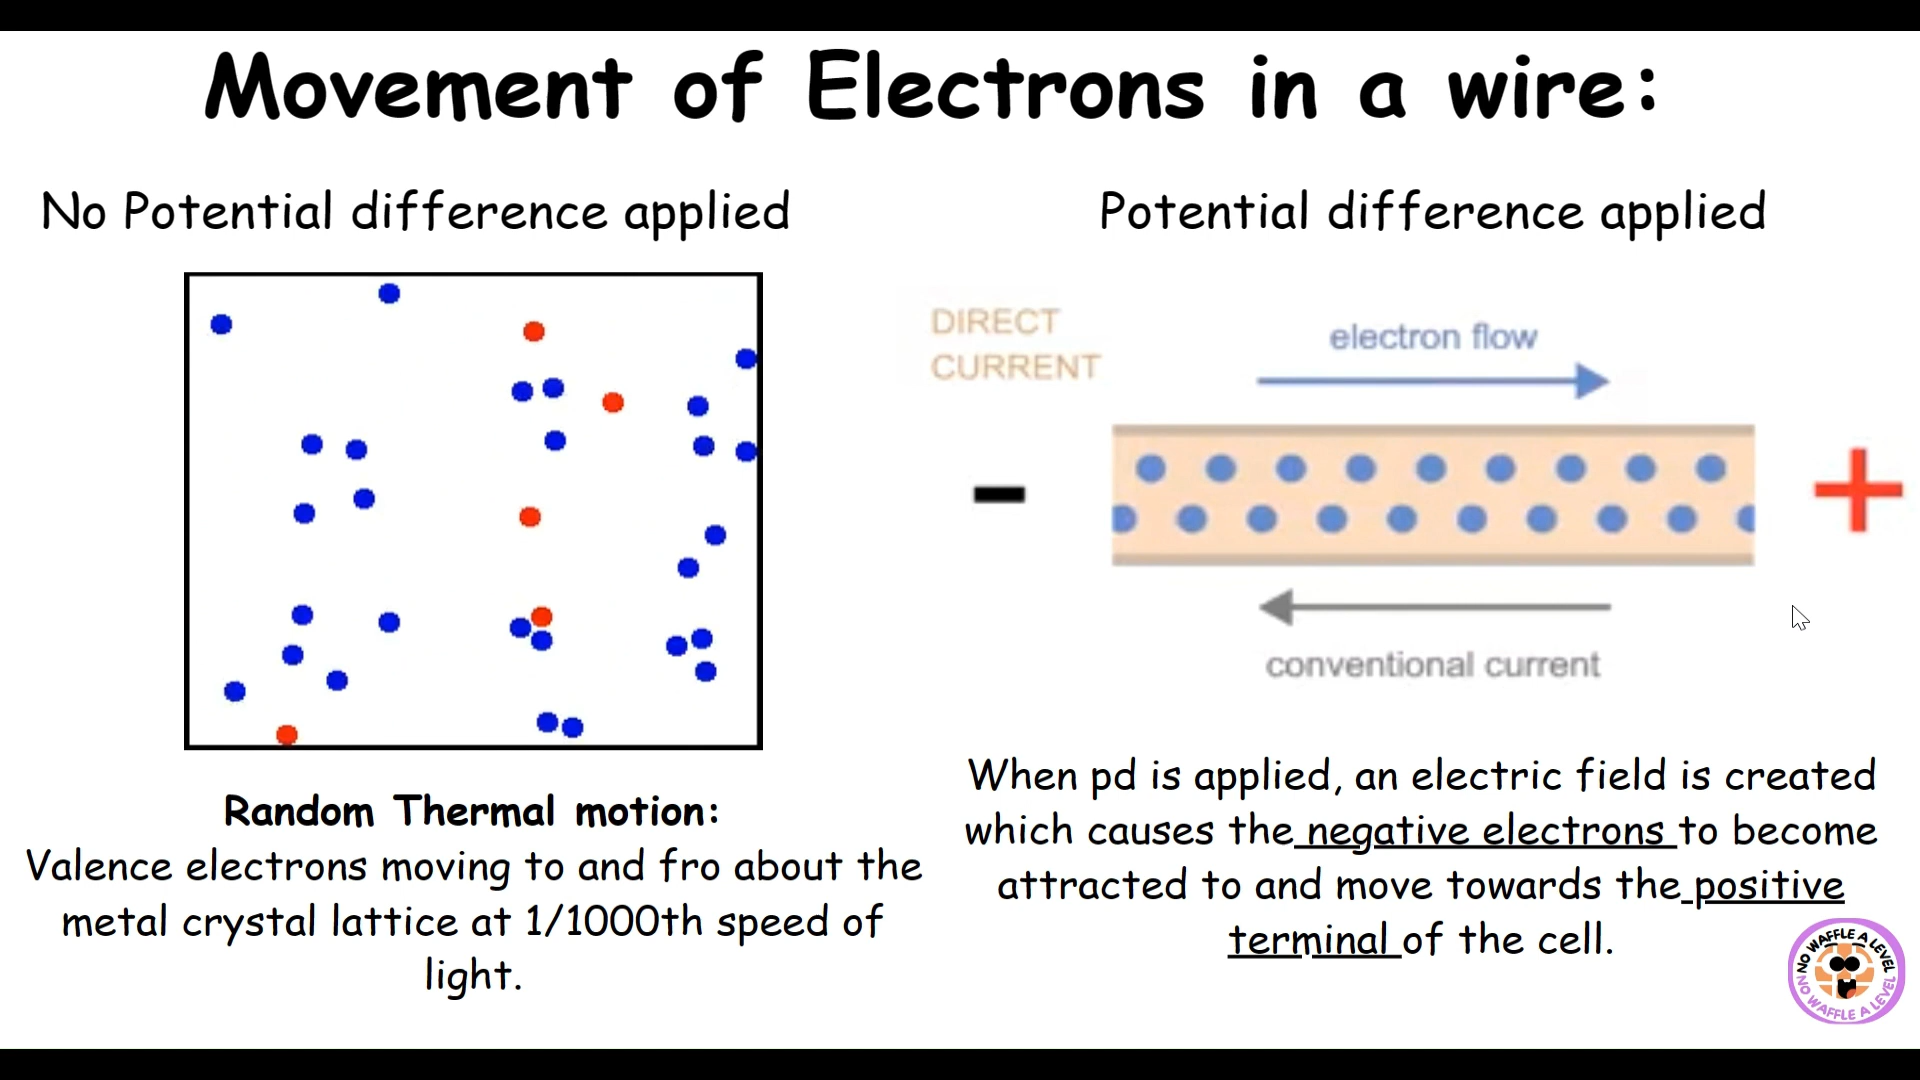 Movement of Electrons in a wire:
No Potential difference applied
Random Thermal motion:
Valence electrons moving to and fro about the
metal crystal lattice at 1/1000th speed of
light.
Potential difference applied
DIRECT
CURRENT
electron flow
-
+
conventional current
When pd is applied, an electric field is created
which causes the negative electrons to become
attracted to and move towards the positive
terminal of the cell.
NO WAFFLE A LEVEL
NO WAFFLE A LEVEL